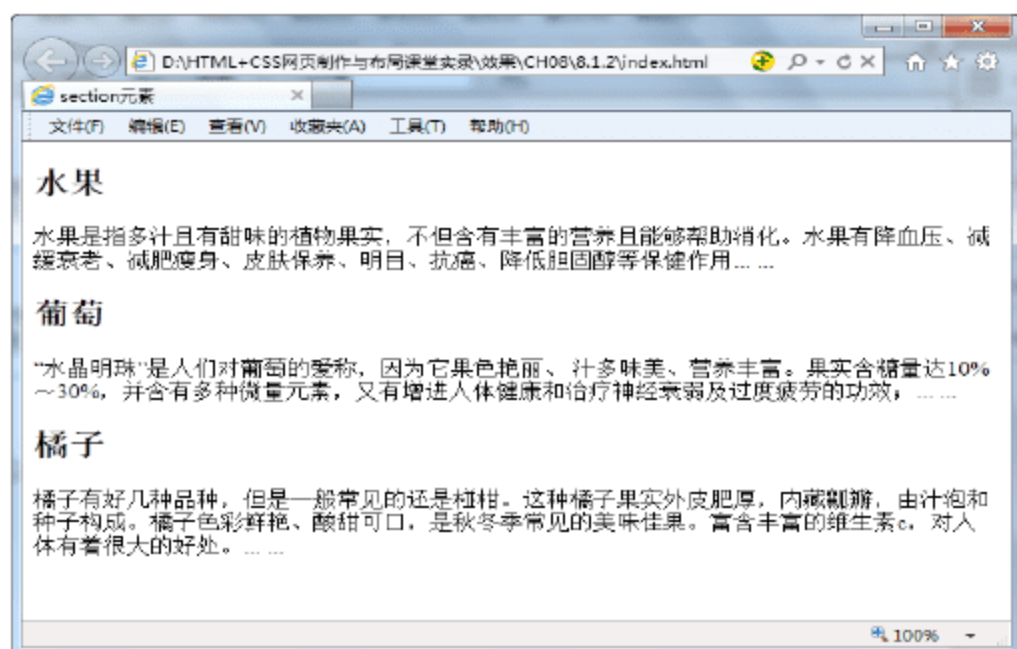 D:\HTML+CSS网页制作与布局课堂实录\效果\CH08\8.1.2\index.html
section元素
文件(F) 编辑(E) 查看(V) 收藏夹(A) 工具(T) 帮助(H)
水果
水果是指多汁且有甜味的植物果实，不但含有丰富的营养且能够帮助消化。水果有降血压、减
缓衰老、减肥瘦身、皮肤保养、明目、抗癌、降低胆固醇等保健作用... ...
葡萄
“水晶明珠”是人们对葡萄的爱称，因为它果色艳丽、汁多味美、营养丰富。果实含糖量达10%
～30%，并含有多种微量元素，又有增进人体健康和治疗神经衰弱及过度疲劳的功效；... ...
橘子
橘子有好几种品种，但是一般常见的还是椪柑。这种橘子果实外皮肥厚，内藏瓤瓣，由汁泡和
种子构成。橘子色彩鲜艳、酸甜可口，是秋冬季常见的美味佳果。富含丰富的维生素c，对人
体有着很大的好处。... ...
100%